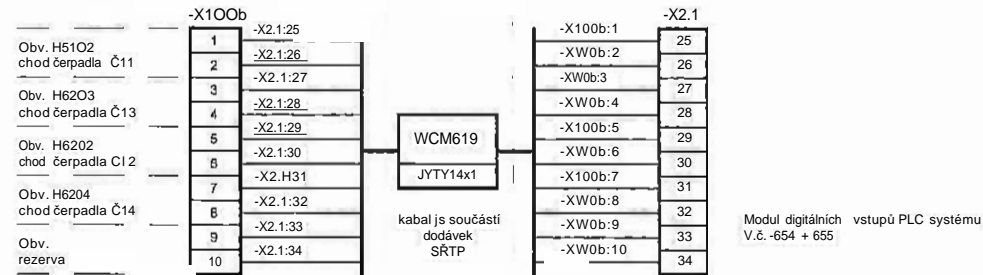 -X1OOb
-X2.1
Obv. H51O2
chod čerpadla Č11
Obv. H62O3
chod čerpadla Č13
Obv. H6202
chod čerpadla CI2
Obv. H6204
chod čerpadla Č14
Obv.
rezerva
1 -X2.1:25
2 -X2.1:26
3 -X2.1:27
4 -X2.1:28
5 -X2.1:29
6 -X2.1:30
7 -X2.H31
8 -X2.1:32
9 -X2.1:33
10 -X2.1:34
WCM619
JYTY14x1
kabal js součástí
dodávek
SŘTP
-X100b:1 25
-XW0b:2 26
-XW0b:3 27
-XW0b:4 28
-X100b:5 29
-XW0b:6 30
-X100b:7 31
-XW0b:8 32
-XW0b:9 33
-XW0b:10 34
Modul digitálních vstupů PLC systému
V.č. -654 + 655